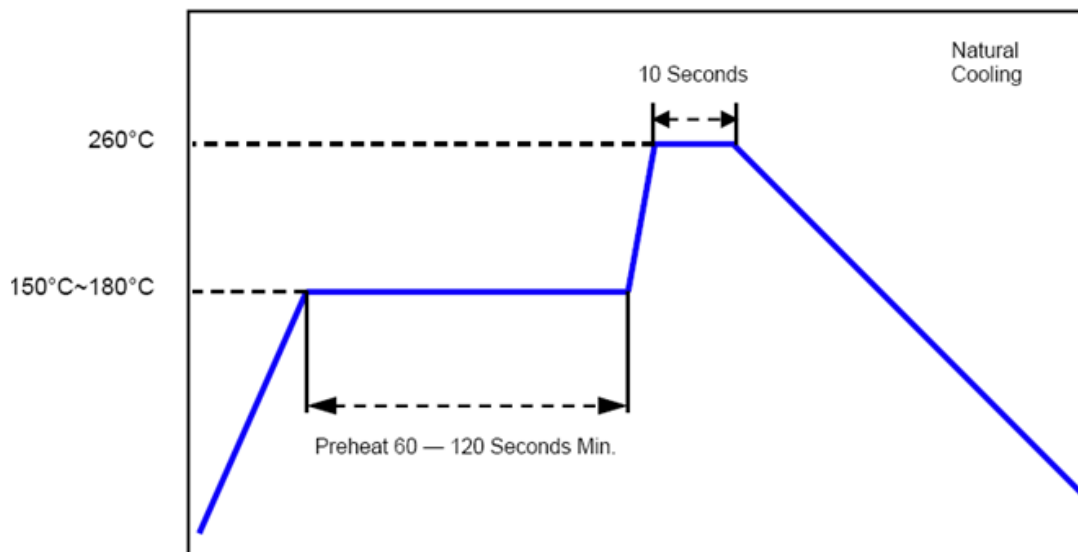 Natural
Cooling
10 Seconds
260°C
150°C~180°C
Preheat 60 — 120 Seconds Min.